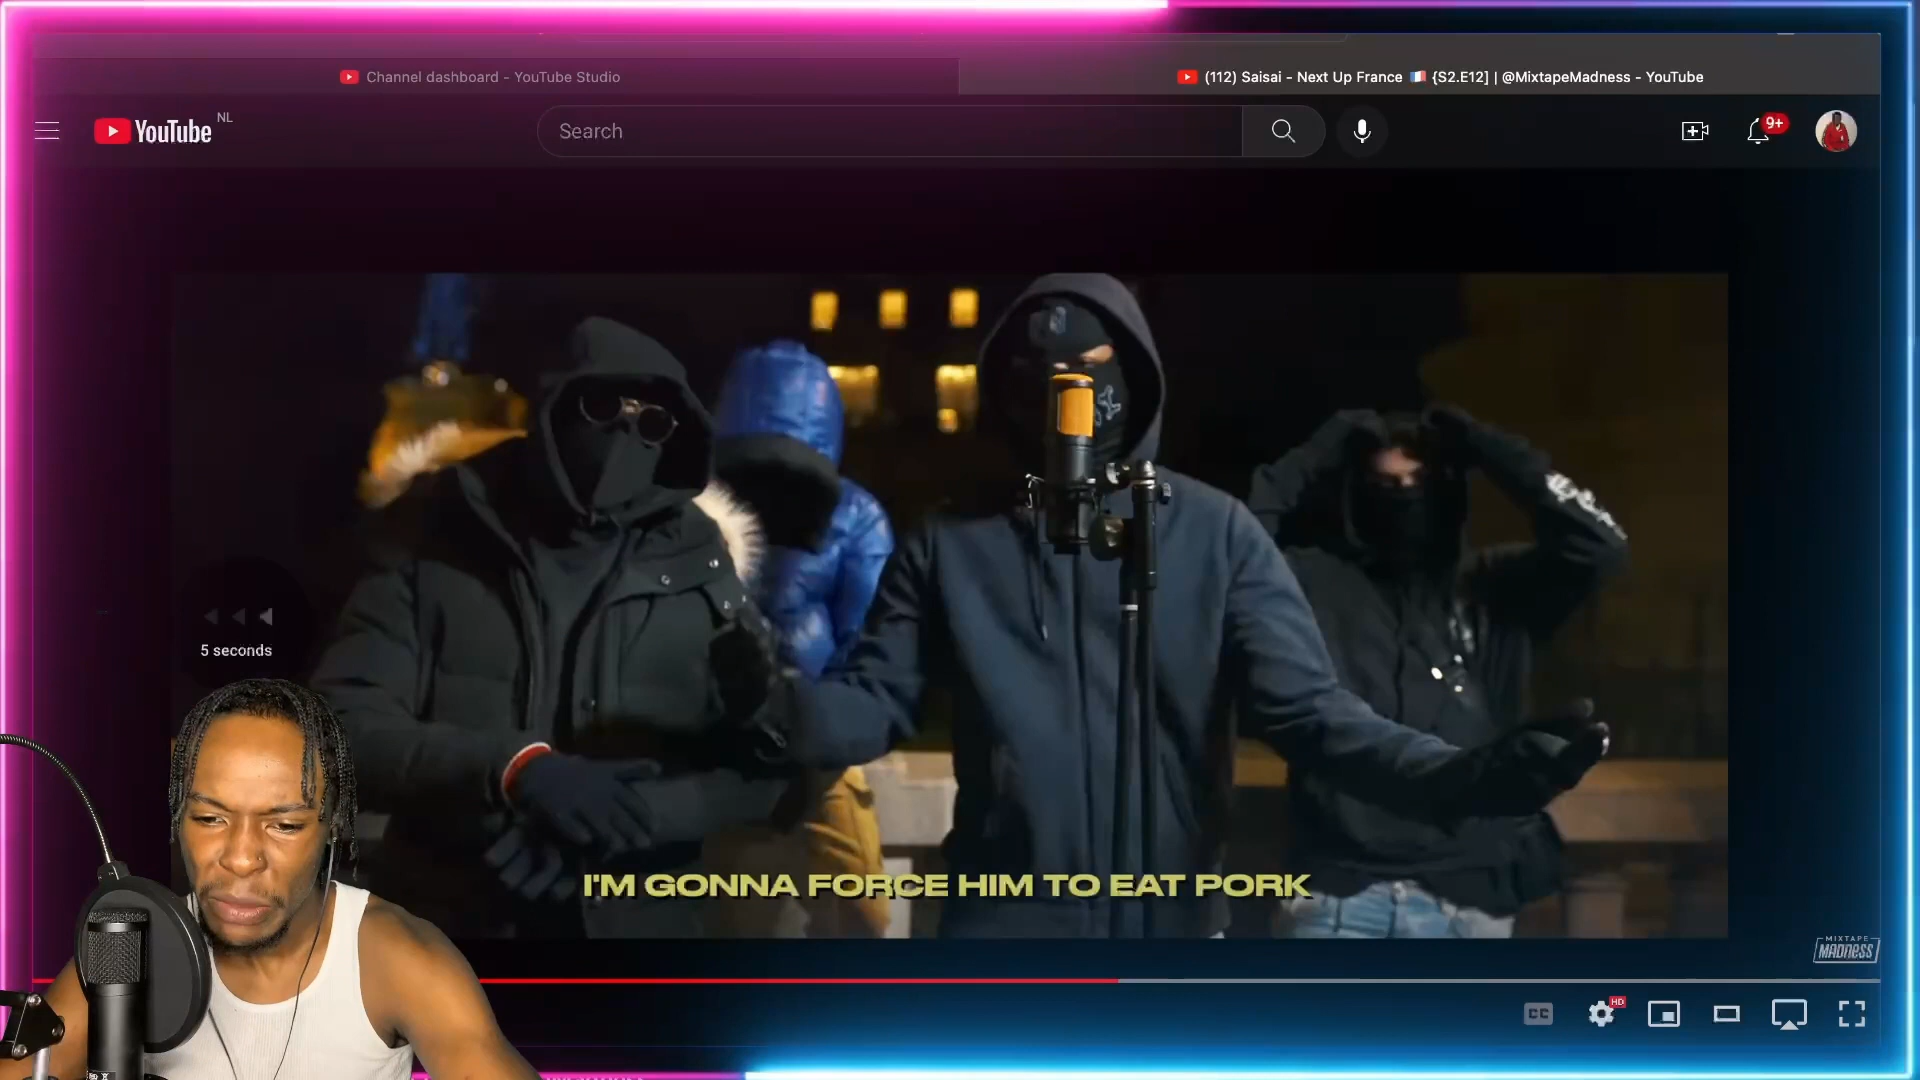 Channel dashboard - YouTube Studio
(112) Saisai - Next Up France 🇫🇷 {S2.E12] | @MixtapeMadness - YouTube
YouTube NL
Search
9+
5 seconds
I'M GONNA FORCE HIM TO EAT PORK
MIXTAPE
MADNESS
CC
HD